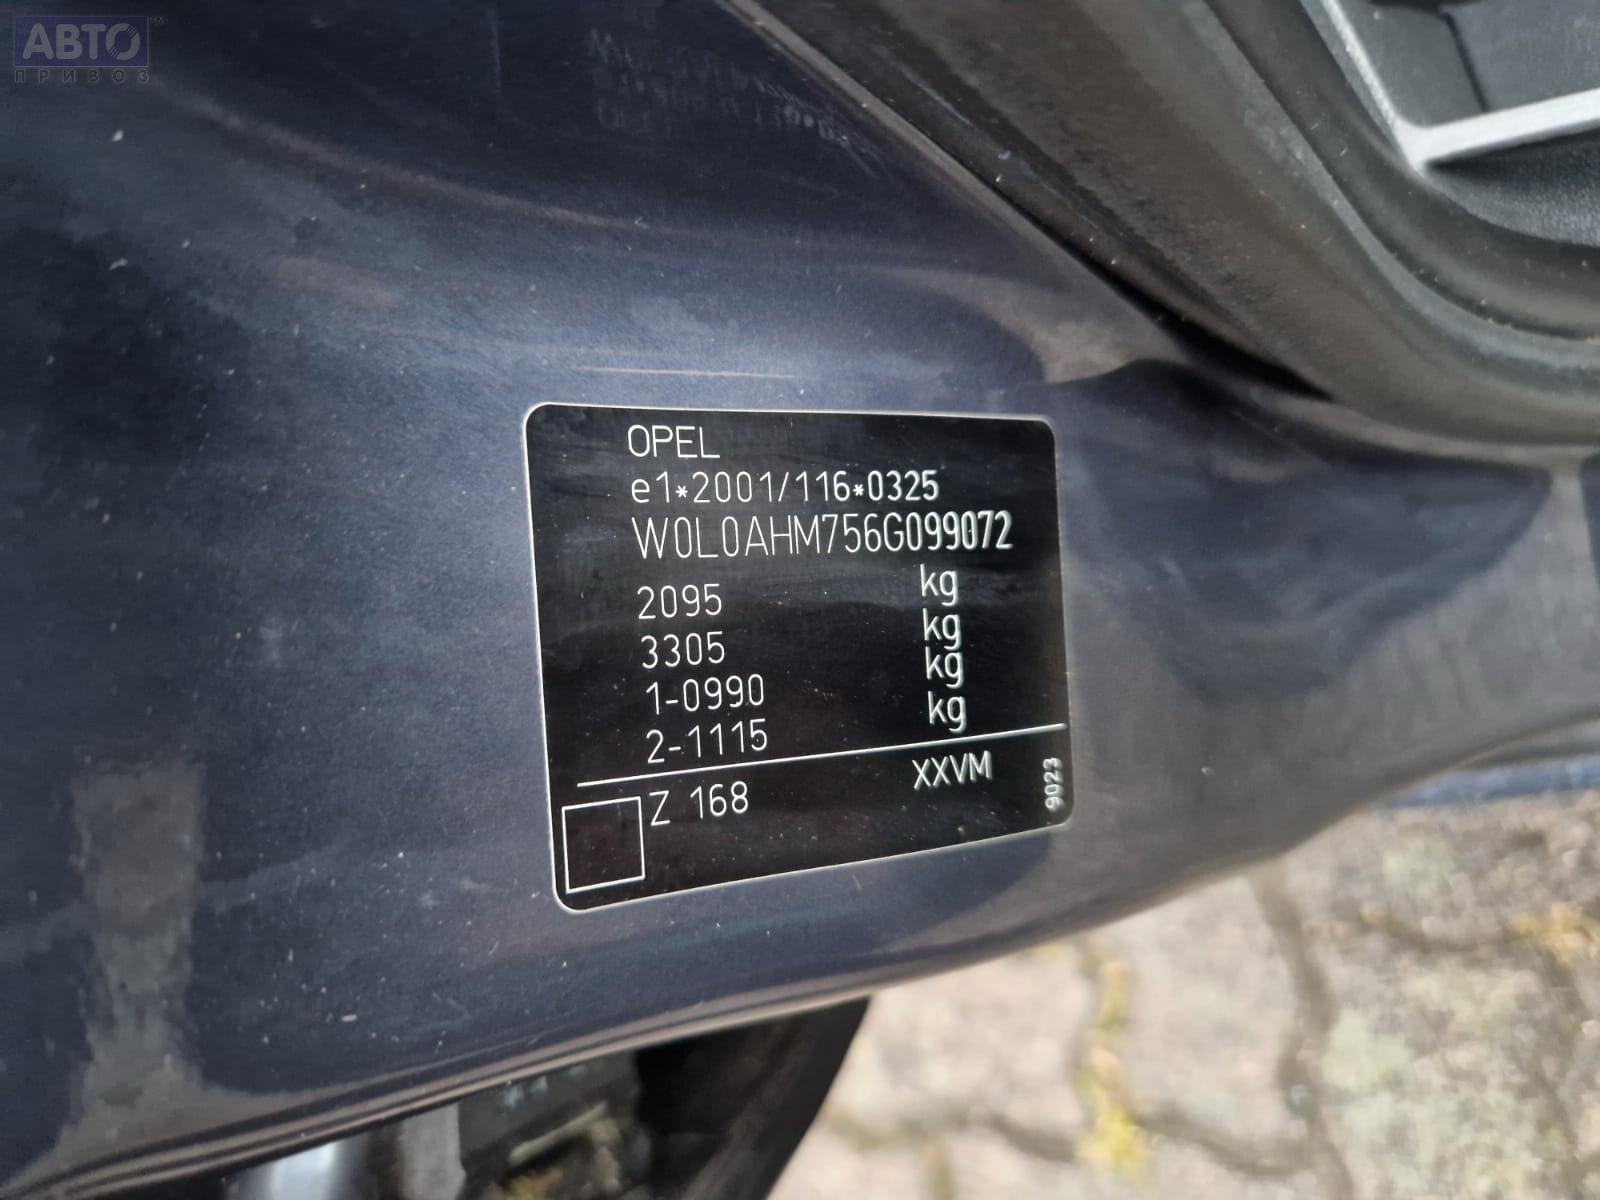 АВТО
ПРИВОЗ
OPEL
e1*2001/116*0325
W0L0AHM756G099072
2095 kg
3305 kg
1-0990 kg
2-1115 kg
Z 168 XXVM
9023